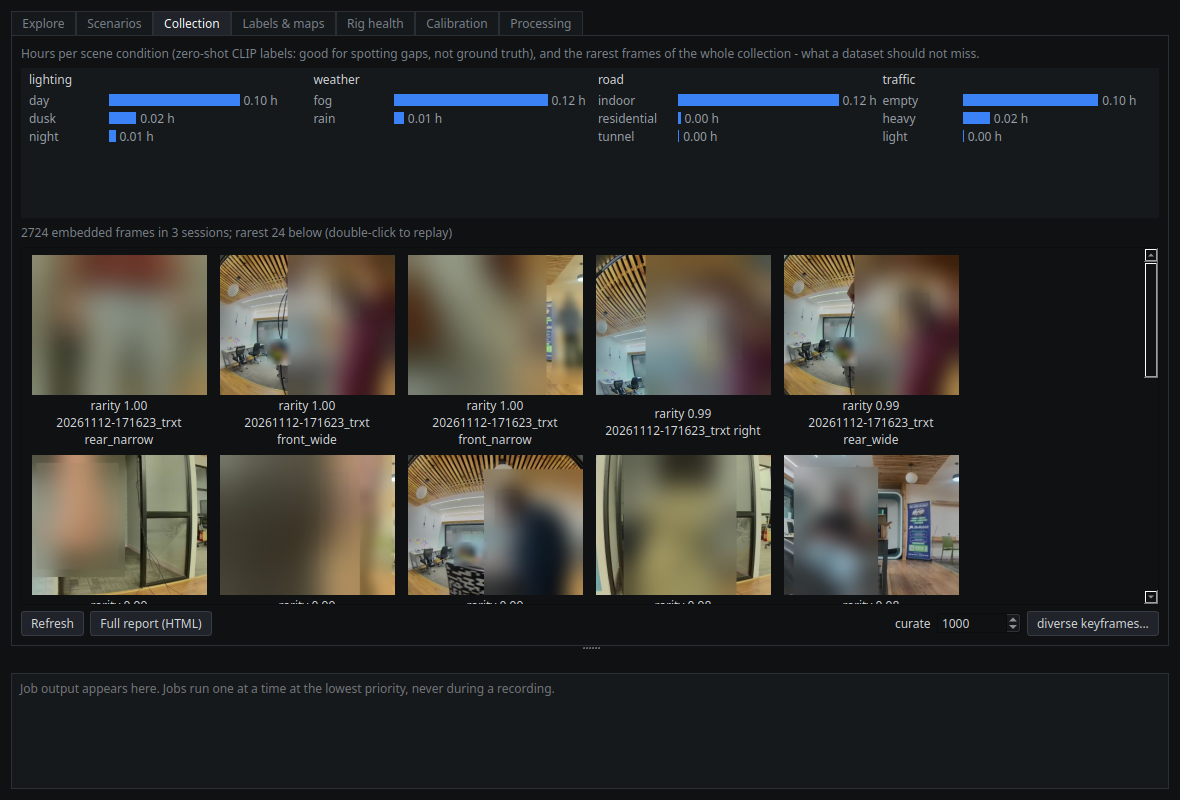 Explore Scenarios Collection Labels & maps Rig health Calibration Processing
Hours per scene condition (zero-shot CLIP labels: good for spotting gaps, not ground truth), and the rarest frames of the whole collection - what a dataset should not miss.
lighting weather road traffic
day 0.10 h fog 0.12 h indoor 0.12 h empty 0.10 h
dusk 0.02 h rain 0.01 h residential 0.00 h heavy 0.02 h
night 0.01 h tunnel 0.00 h light 0.00 h
2724 embedded frames in 3 sessions; rarest 24 below (double-click to replay)
rarity 1.00
20261112-171623_trxt
rear_narrow
rarity 1.00
20261112-171623_trxt
front_wide
rarity 1.00
20261112-171623_trxt
front_narrow
rarity 0.99
20261112-171623_trxt right
rarity 0.99
20261112-171623_trxt
rear_wide
Refresh Full report (HTML) curate 1000 diverse keyframes...
Job output appears here. Jobs run one at a time at the lowest priority, never during a recording.